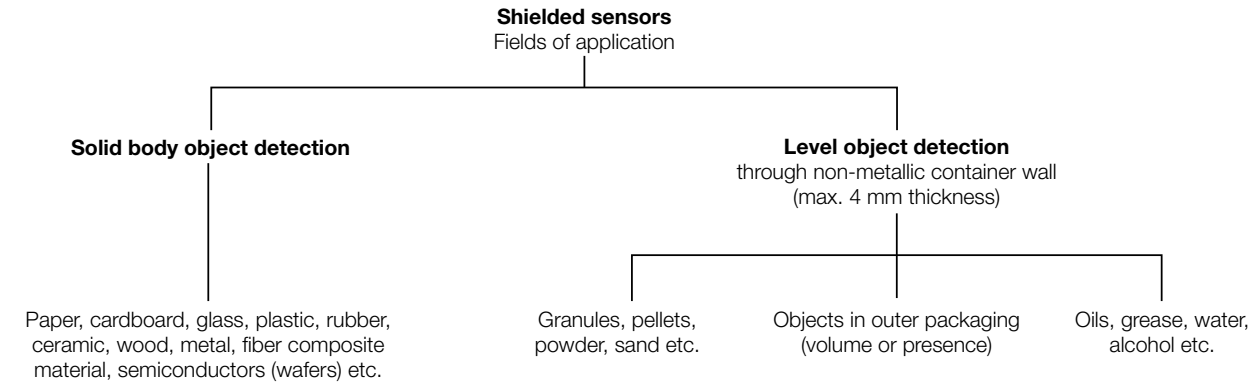 Shielded sensors
Fields of application
Solid body object detection
Level object detection
through non-metallic container wall
(max. 4 mm thickness)
Paper, cardboard, glass, plastic, rubber,
ceramic, wood, metal, fiber composite
material, semiconductors (wafers) etc.
Granules, pellets,
powder, sand etc.
Objects in outer packaging
(volume or presence)
Oils, grease, water,
alcohol etc.